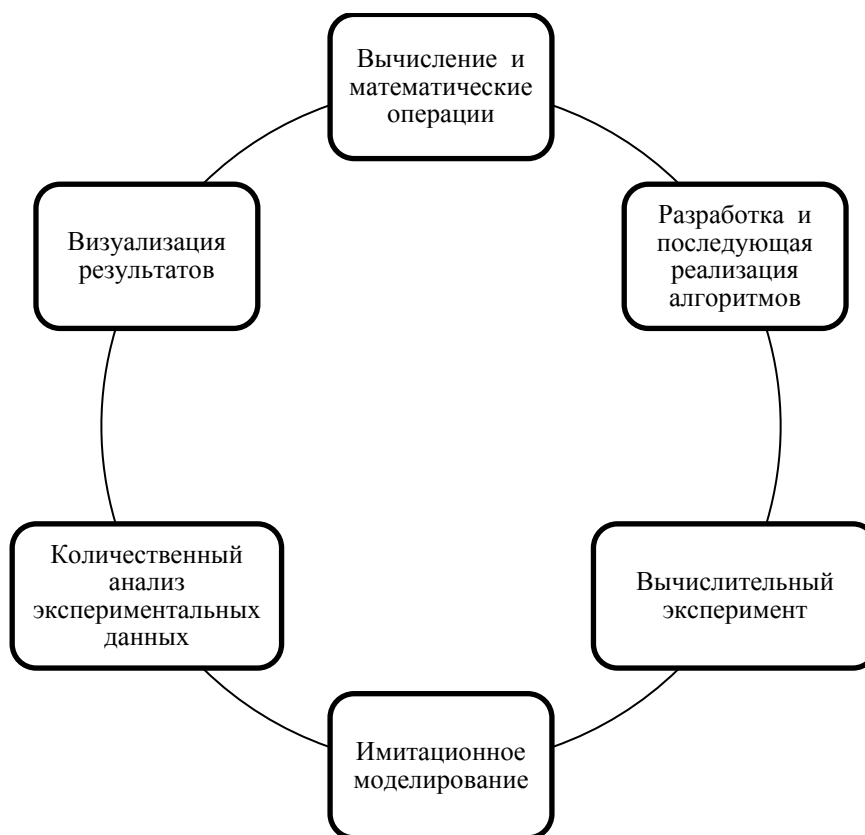 Вычисление и
математические
операции
Разработка и
последующая
реализация
алгоритмов
Вычислительный
эксперимент
Имитационное
моделирование
Количественный
анализ
экспериментальных
данных
Визуализация
результатов